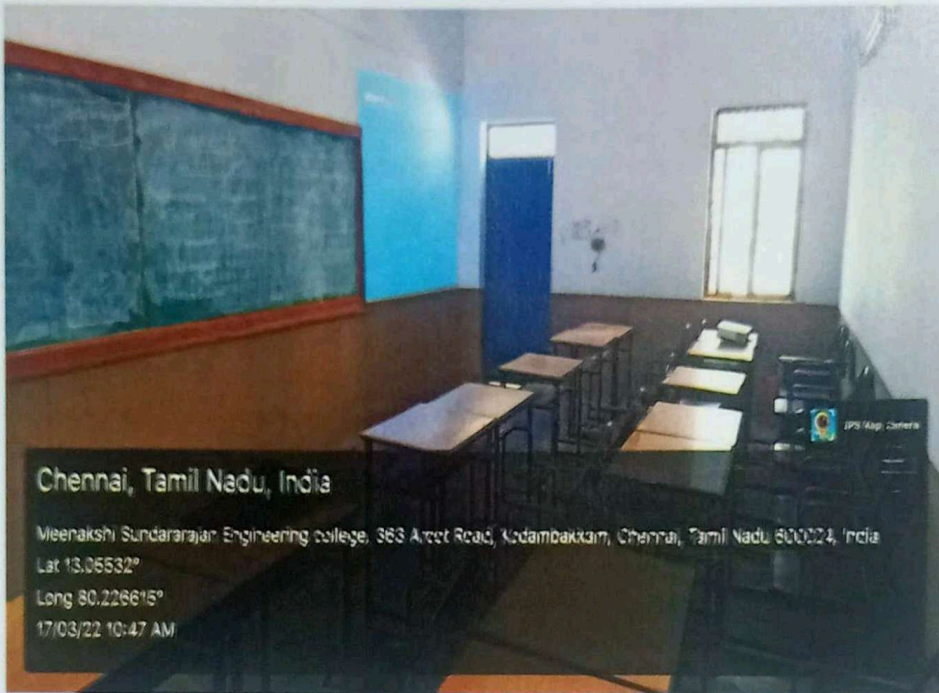 GPS Map Camera
Chennai, Tamil Nadu, India
Meenakshi Sundararajan Engineering college, 363 Arcot Road, Kodambakkam, Chennai, Tamil Nadu 600024, India
Lat 13.05532°
Long 80.226615°
17/03/22 10:47 AM